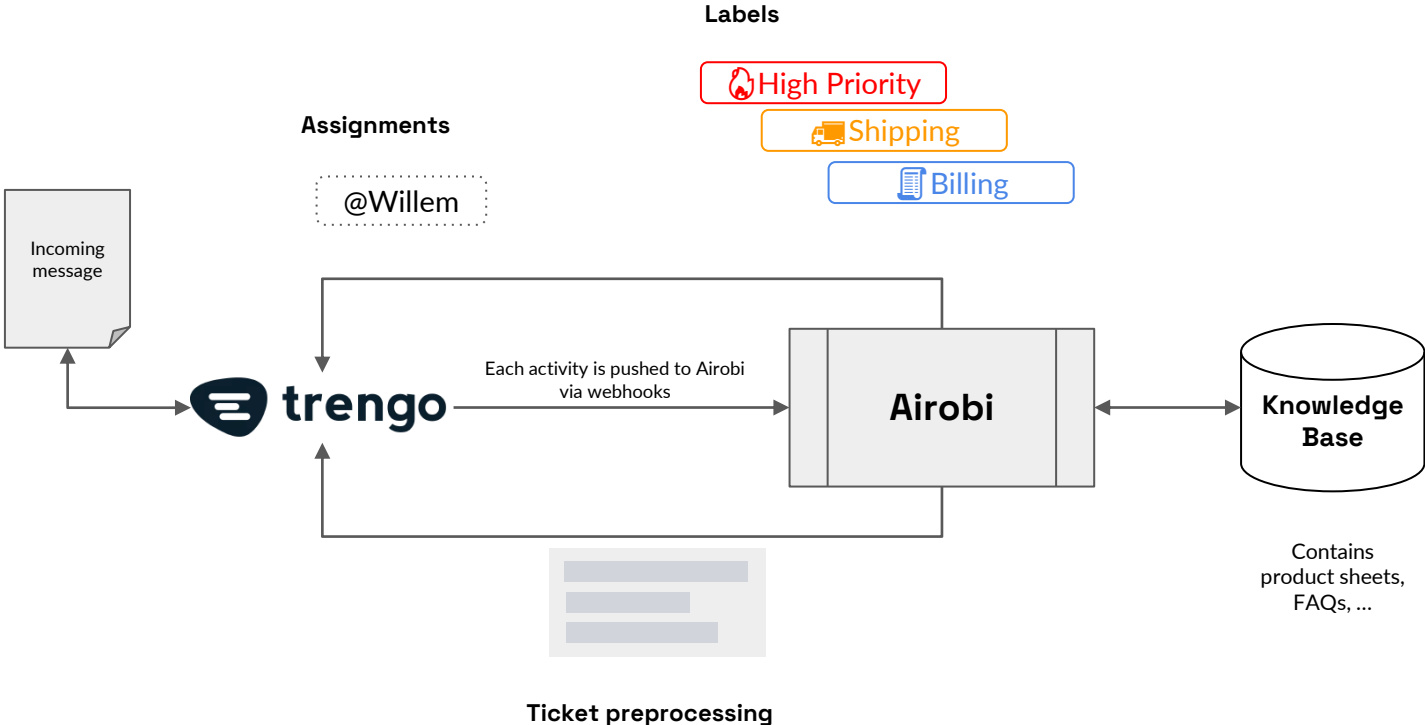 Labels
High Priority
Shipping
Billing
Assignments
@Willem
Incoming
message
trengo
Each activity is pushed to Airobi
via webhooks
Airobi
Knowledge
Base
Contains
product sheets,
FAQs, ...
Ticket preprocessing